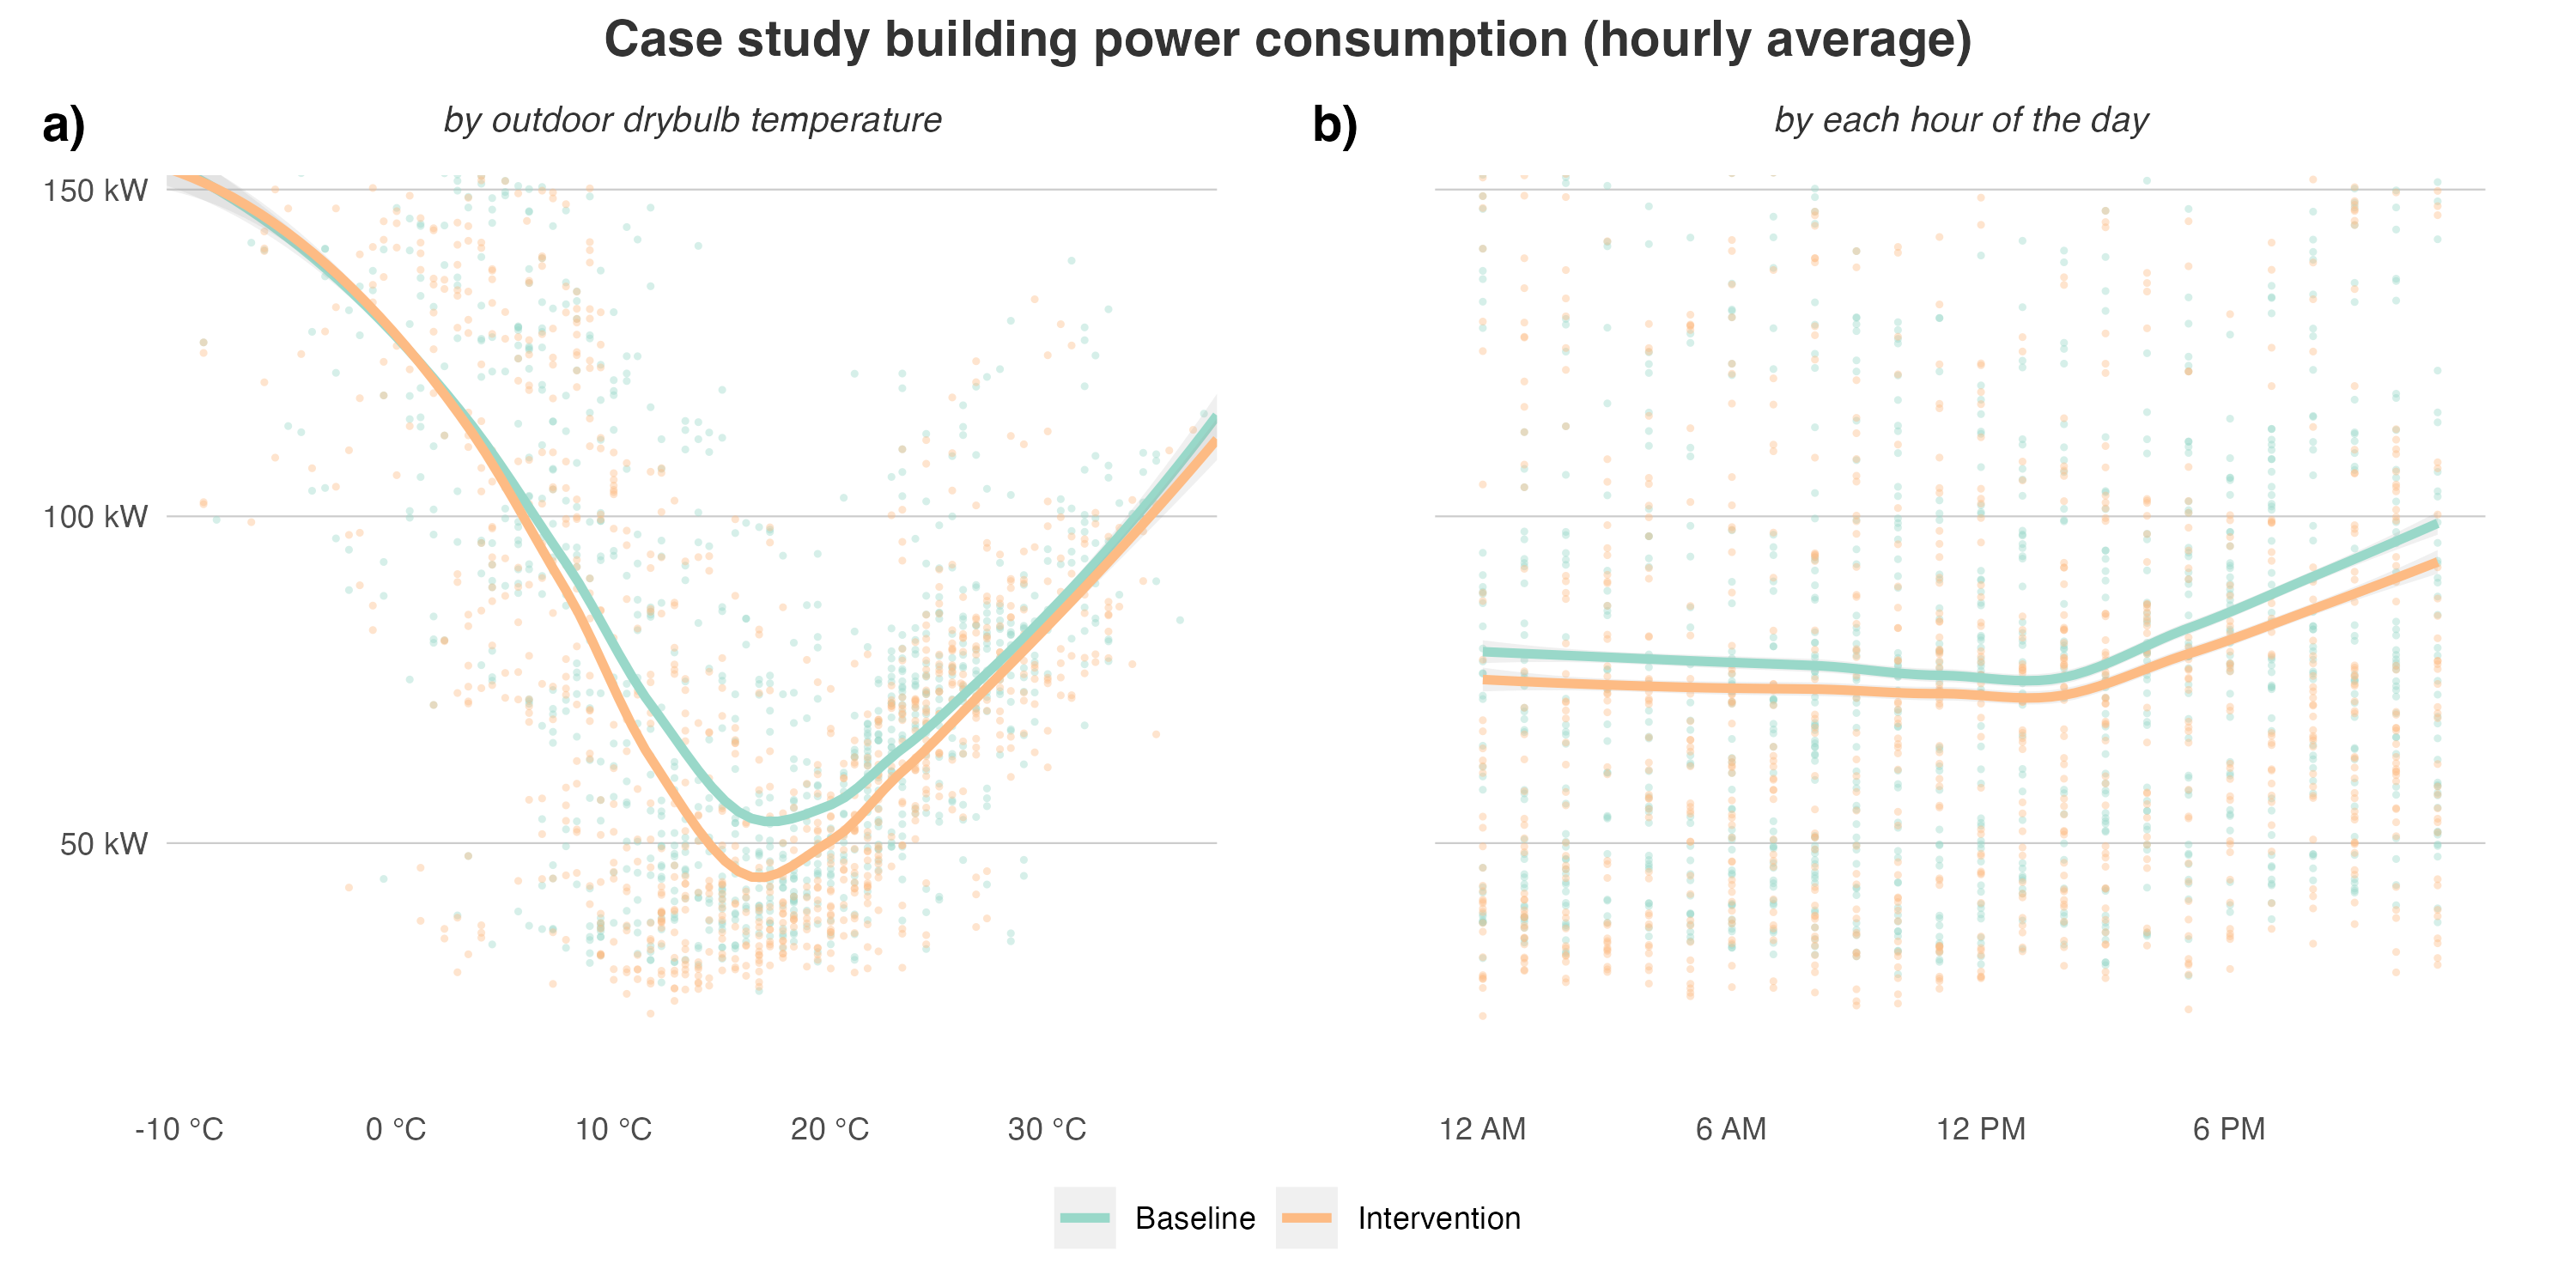 Case study building power consumption (hourly average)
a)
by outdoor drybulb temperature
150 kW
100 kW
50 kW
-10 °C
0 °C
10 °C
20 °C
30 °C
b)
by each hour of the day
12 AM
6 AM
12 PM
6 PM
Baseline
Intervention